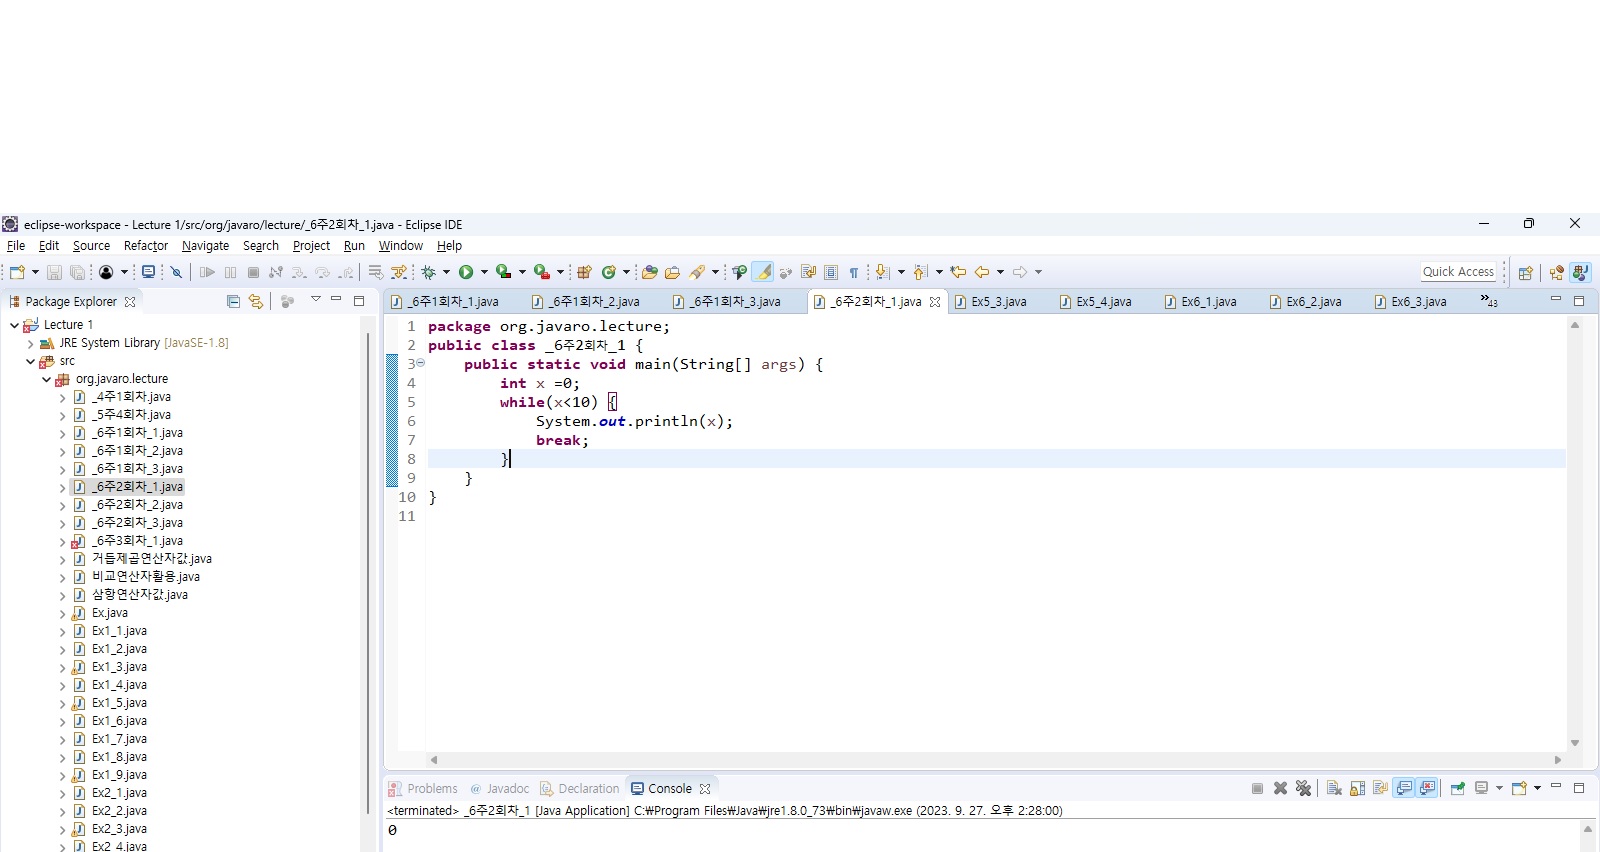 eclipse-workspace - Lecture 1/src/org/javaro/lecture/_6주2회차_1.java - Eclipse IDE
File Edit Source Refactor Navigate Search Project Run Window Help
Quick Access
Package Explorer
_6주1회차_1.java _6주1회차_2.java _6주1회차_3.java _6주2회차_1.java Ex5_3.java Ex5_4.java Ex6_1.java Ex6_2.java Ex6_3.java »43
Lecture 1
JRE System Library [JavaSE-1.8]
src
org.javaro.lecture
_4주1회차.java
_5주4회차.java
_6주1회차_1.java
_6주1회차_2.java
_6주1회차_3.java
_6주2회차_1.java
_6주2회차_2.java
_6주2회차_3.java
_6주3회차_1.java
거듭제곱연산자값.java
비교연산자활용.java
삼항연산자값.java
Ex.java
Ex1_1.java
Ex1_2.java
Ex1_3.java
Ex1_4.java
Ex1_5.java
Ex1_6.java
Ex1_7.java
Ex1_8.java
Ex1_9.java
Ex2_1.java
Ex2_2.java
Ex2_3.java
Ex2_4.java
1 package org.javaro.lecture;
2 public class _6주2회차_1 {
3 public static void main(String[] args) {
4 int x =0;
5 while(x<10) {
6 System.out.println(x);
7 break;
8 }
9 }
10 }
11
Problems @ Javadoc Declaration Console
<terminated> _6주2회차_1 [Java Application] C:₩Program Files₩Java₩jre1.8.0_73₩bin₩javaw.exe (2023. 9. 27. 오후 2:28:00)
0